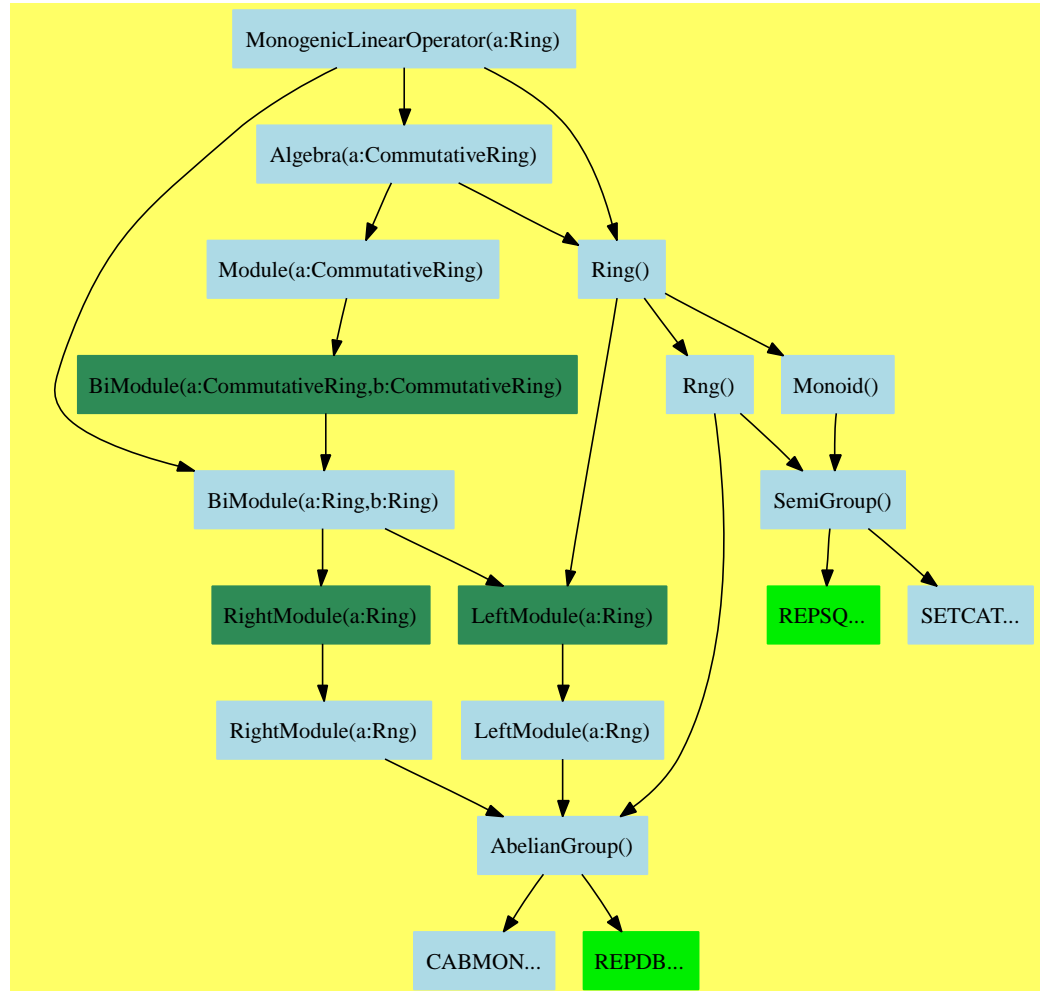 MonogenicLinearOperator(a:Ring)
Algebra(a:CommutativeRing)
Module(a:CommutativeRing)
Ring()
BiModule(a:CommutativeRing,b:CommutativeRing)
Rng()
Monoid()
BiModule(a:Ring,b:Ring)
SemiGroup()
RightModule(a:Ring)
LeftModule(a:Ring)
REPSQ...
SETCAT...
RightModule(a:Rng)
LeftModule(a:Rng)
AbelianGroup()
CABMON...
REPDB...